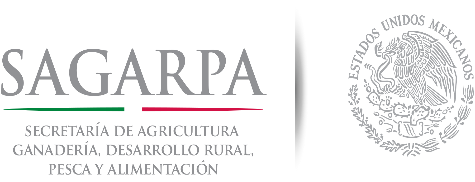 SAGARPA
SECRETARÍA DE AGRICULTURA
GANADERÍA, DESARROLLO RURAL,
PESCA Y ALIMENTACIÓN
ESTADOS UNIDOS MEXICANOS